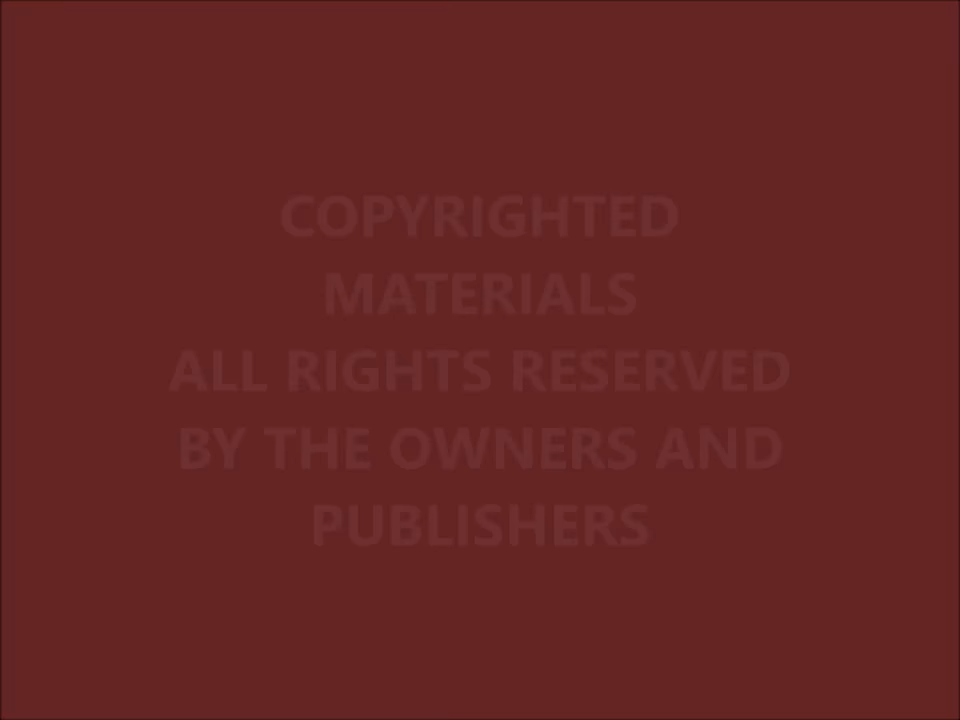 COPYRIGHTED
MATERIALS
ALL RIGHTS RESERVED
BY THE OWNERS AND
PUBLISHERS